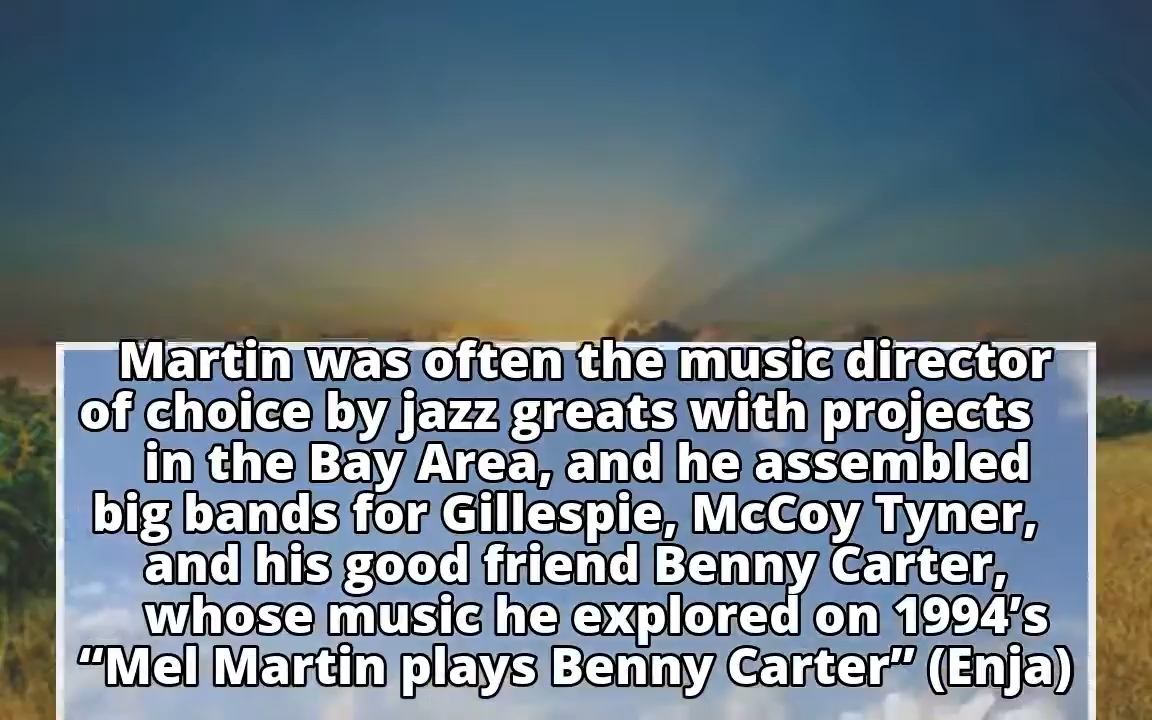 Martin was often the music director
of choice by jazz greats with projects
in the Bay Area, and he assembled
big bands for Gillespie, McCoy Tyner,
and his good friend Benny Carter,
whose music he explored on 1994’s
“Mel Martin plays Benny Carter” (Enja)